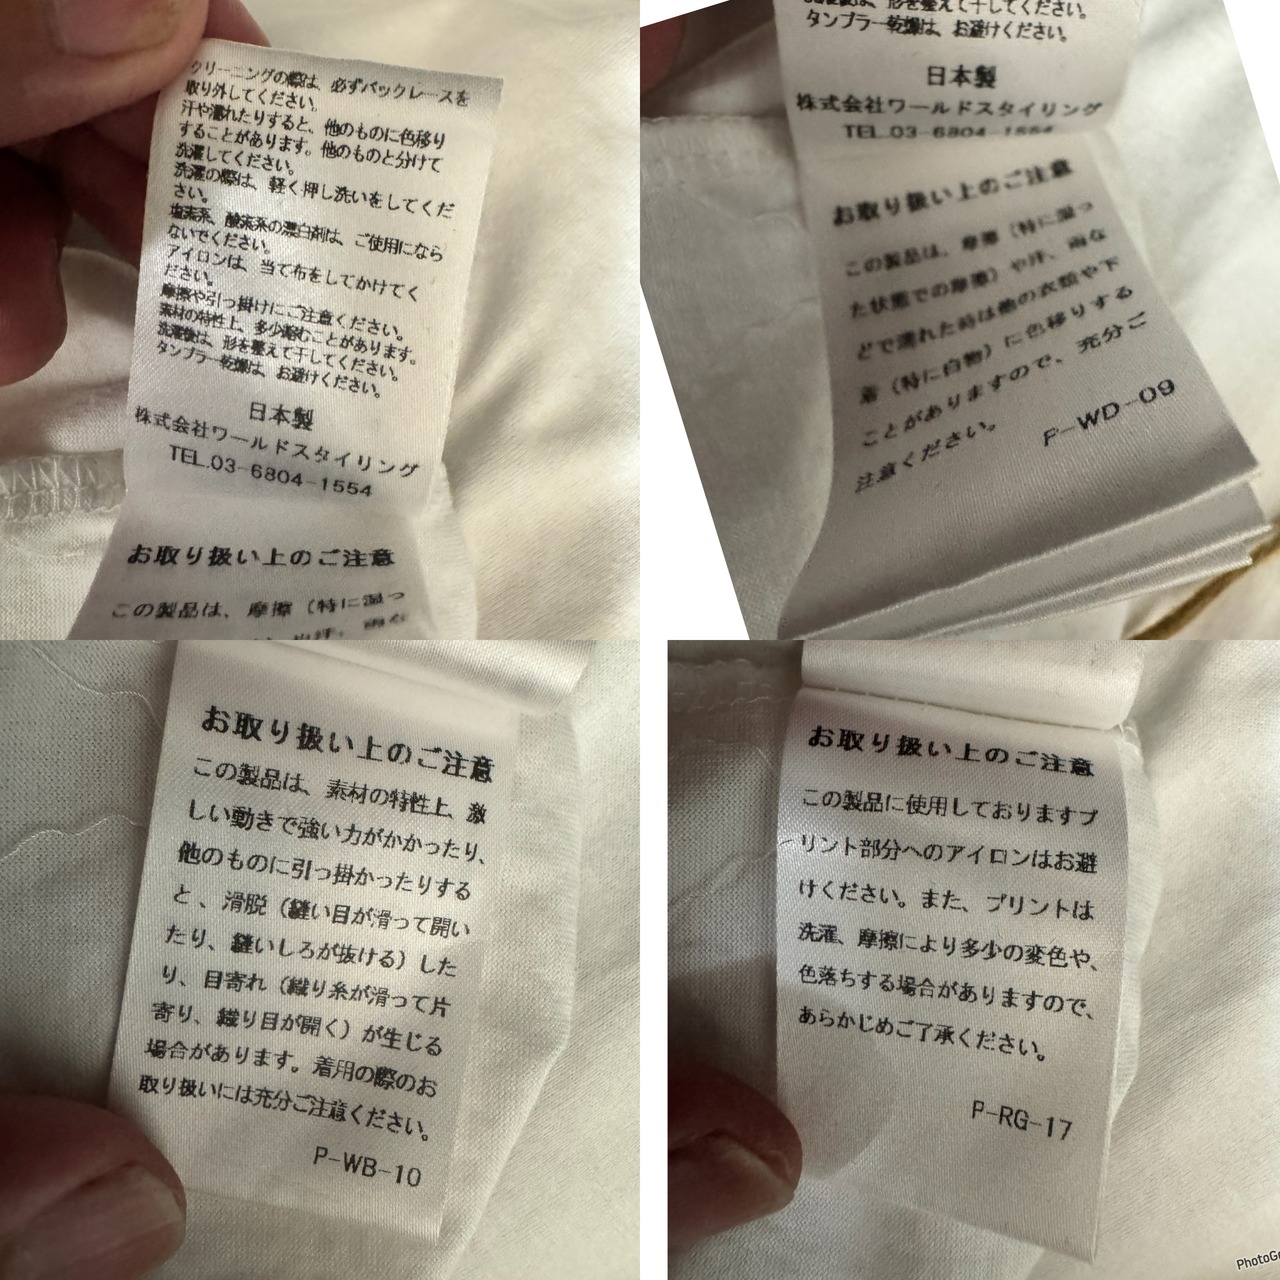 クリーニングの際は、必ずバックレースを
取り外してください。
汗や濡れたりすると、他のものに色移り
することがあります。他のものと分けて
洗濯してください。
洗濯の際は、軽く押し洗いをしてくだ
さい。
塩素系、酸素系の漂白剤は、ご使用になら
ないでください。
アイロンは、当て布をしてかけてく
ださい。
摩擦や引っ掛けにご注意ください。
素材の特性上、多少縮むことがあります。
洗濯後は、形を整えて干してください。
タンブラー乾燥は、お避けください。
日本製
株式会社ワールドスタイリング
TEL.03-6804-1554
お取り扱い上のご注意
この製品は、摩擦（特に湿っ
洗濯後は、形を整えて干してください。
タンブラー乾燥は、お避けください。
日本製
株式会社ワールドスタイリング
TEL.03-6804-1554
お取り扱い上のご注意
この製品は、摩擦（特に湿っ
た状態での摩擦）や汗、雨な
どで濡れた時は他の衣類や下
着（特に白物）に色移りする
ことがありますので、充分ご
注意ください。
P-WD-09
お取り扱い上のご注意
この製品は、素材の特性上、激
しい動きで強い力がかかったり、
他のものに引っ掛かったりする
と、滑脱（縫い目が滑って開い
たり、縫いしろが抜ける）した
り、目寄れ（織り糸が滑って片
寄り、織り目が開く）が生じる
場合があります。着用の際のお
取り扱いには充分ご注意ください。
P-WB-10
お取り扱い上のご注意
この製品に使用しておりますプ
リント部分へのアイロンはお避
けください。また、プリントは
洗濯、摩擦により多少の変色や、
色落ちする場合がありますので、
あらかじめご了承ください。
P-RG-17